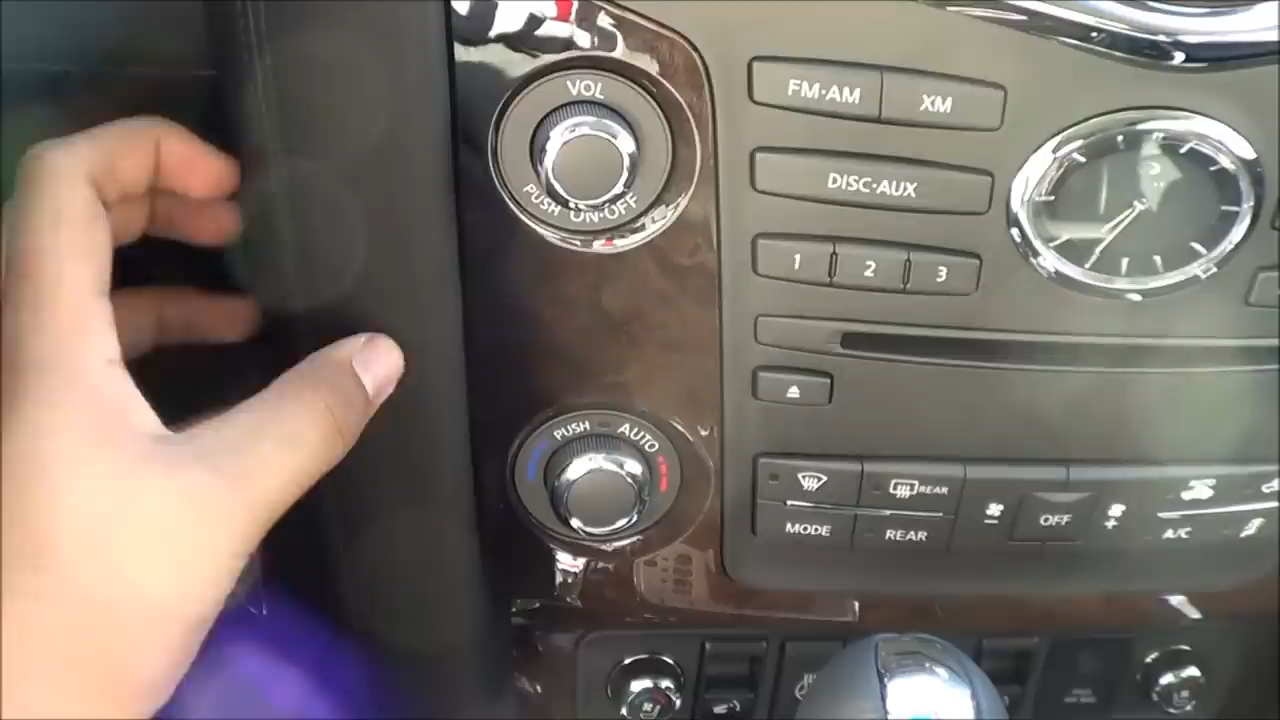 VOL
PUSH ON·OFF
FM·AM
XM
DISC·AUX
1
2
3
PUSH AUTO
REAR
MODE
REAR
OFF
A/C